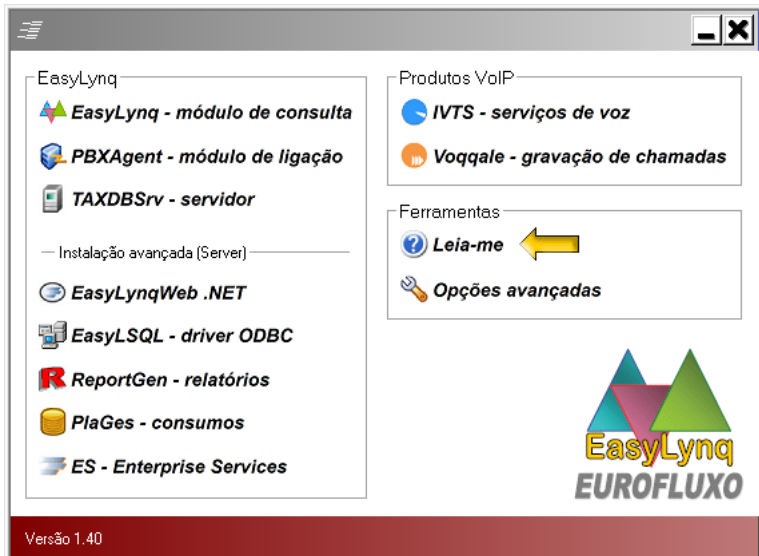 EasyLynq
EasyLynq - módulo de consulta
PBXAgent - módulo de ligação
TAXDBSrv - servidor
Instalação avançada (Server)
EasyLynqWeb .NET
EasyLSQL - driver ODBC
ReportGen - relatórios
PlaGes - consumos
ES - Enterprise Services
Produtos VoIP
IVTS - serviços de voz
Voqqale - gravação de chamadas
Ferramentas
Leia-me
Opções avançadas
EasyLynq
EUROFLUXO
Versão 1.40